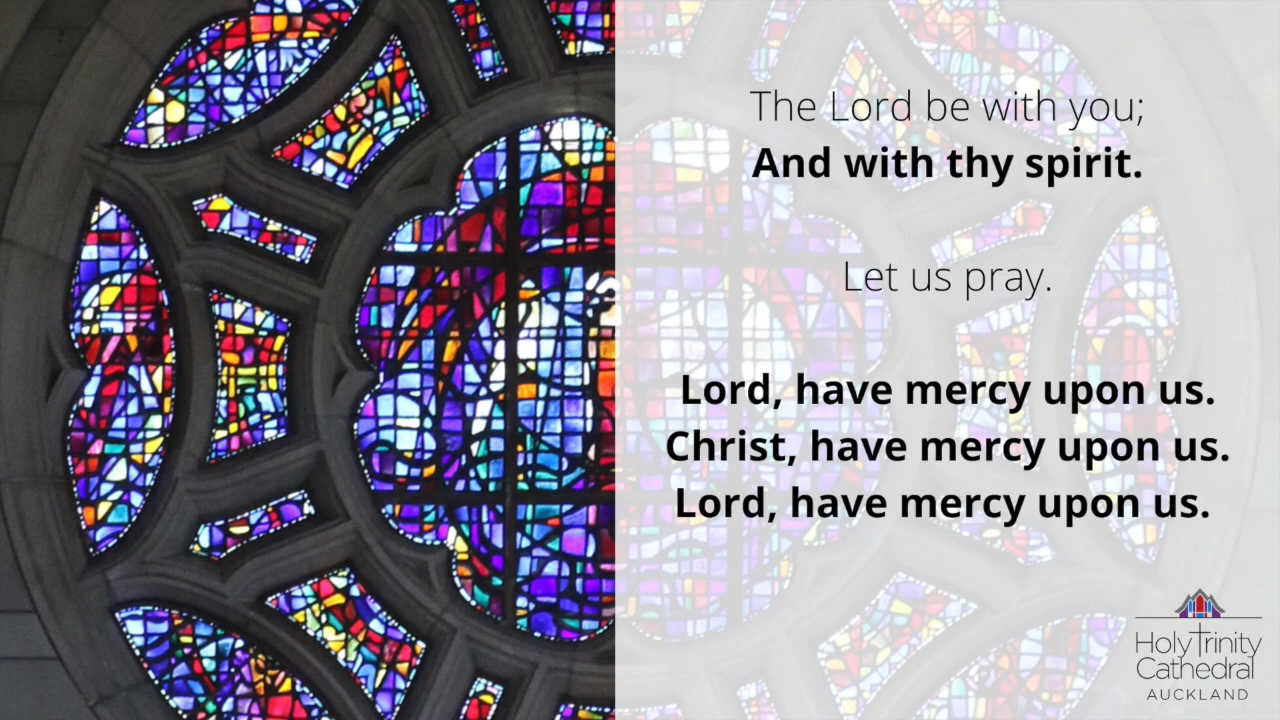 The Lord be with you;
And with thy spirit.
Let us pray.
Lord, have mercy upon us.
Christ, have mercy upon us.
Lord, have mercy upon us.
Holy Trinity
Cathedral
AUCKLAND